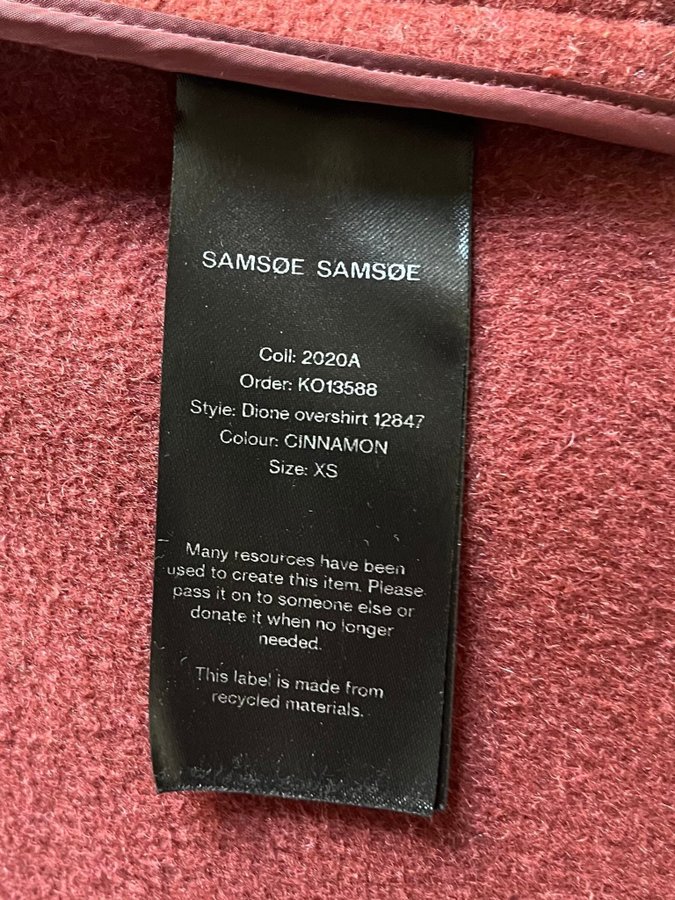 SAMSØE SAMSØE
Coll: 2020A
Order: KO13588
Style: Dione overshirt 12847
Colour: CINNAMON
Size: XS
Many resources have been
used to create this item. Please
pass it on to someone else or
donate it when no longer
needed.
This label is made from
recycled materials.